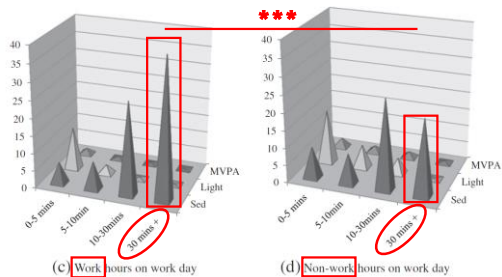 ***
40
35
30
25
20
15
10
5
0
0-5 mins
5-10min
10-30mins
30 mins +
MVPA
Light
Sed
(c) Work hours on work day
40
35
30
25
20
15
10
5
0
0-5 mins
5-10min
10-30mins
30 mins +
MVPA
Light
Sed
(d) Non-work hours on work day